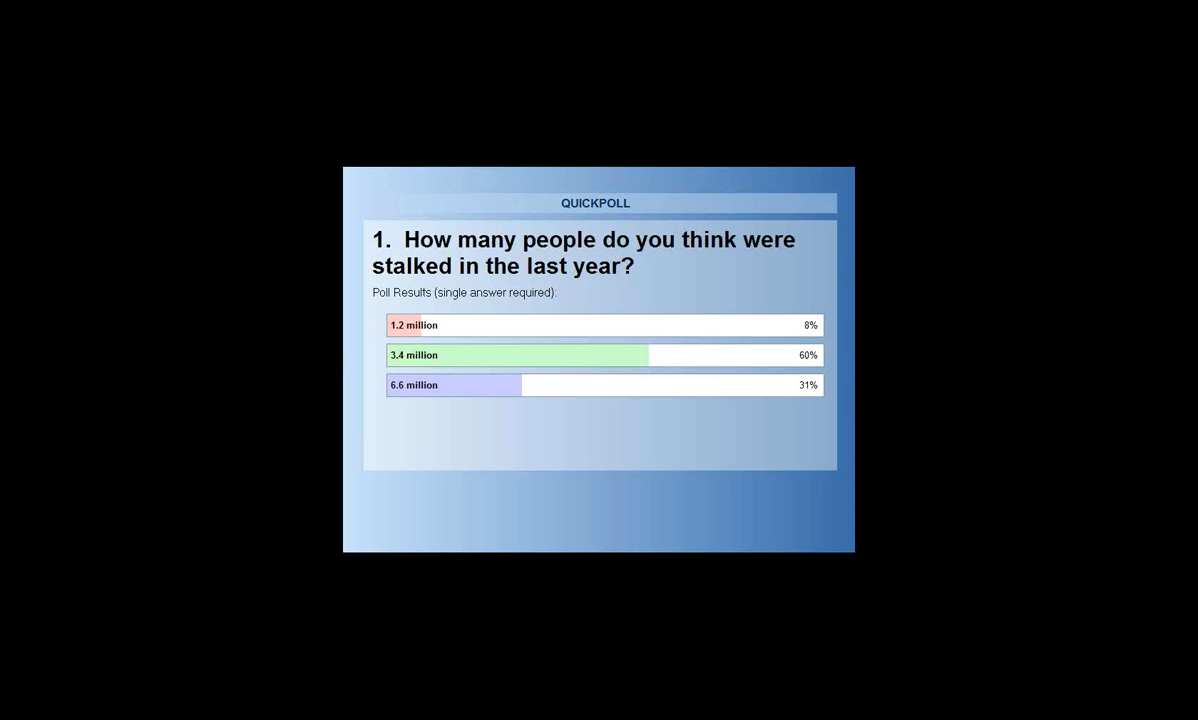 QUICKPOLL
1. How many people do you think were
stalked in the last year?
Poll Results (single answer required):
1.2 million 8%
3.4 million 60%
6.6 million 31%